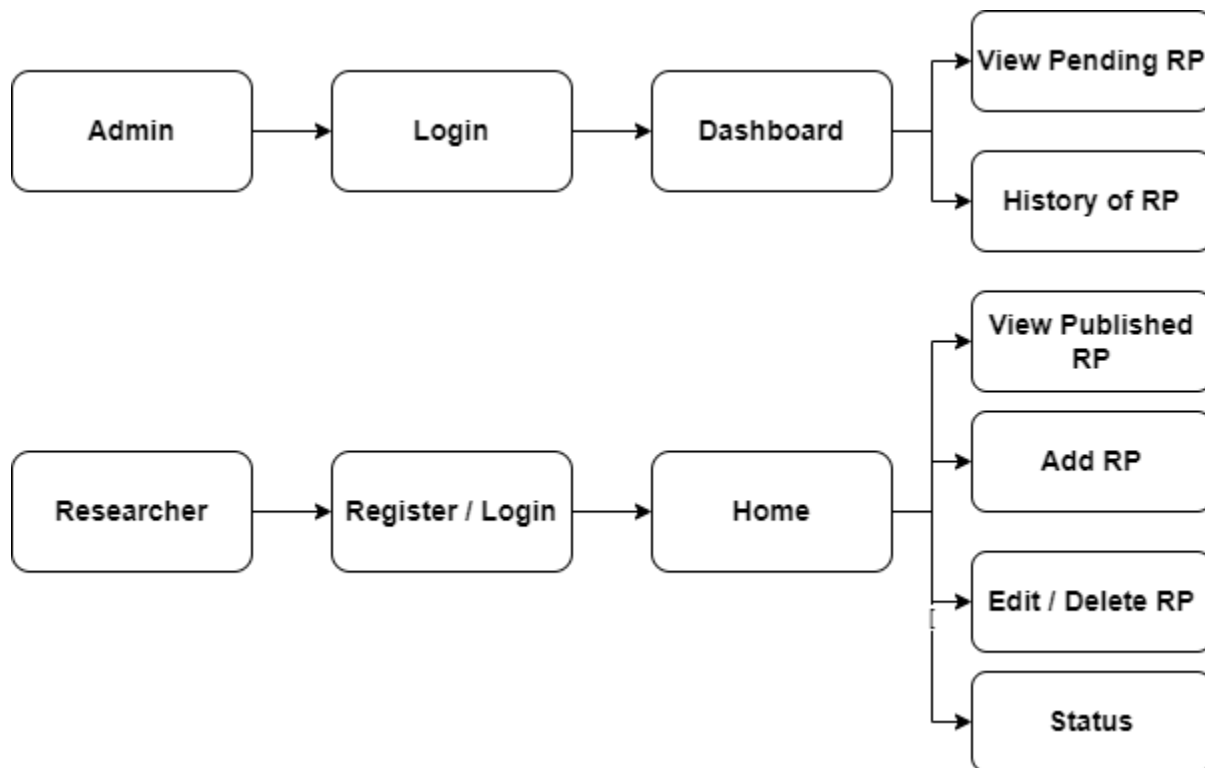 View Pending RP
Admin
Login
Dashboard
History of RP
View Published
RP
Add RP
Researcher
Register / Login
Home
Edit / Delete RP
Status